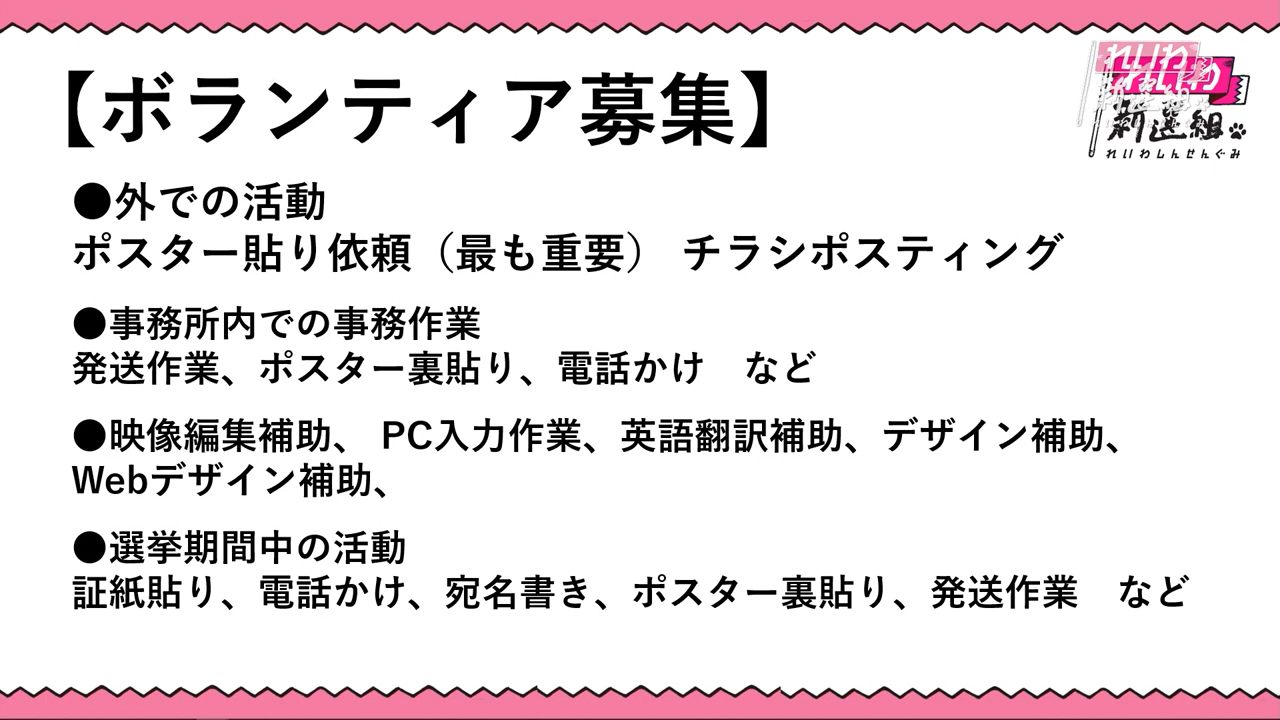 【ボランティア募集】
れいわ
新選組
れいわしんせんぐみ
●外での活動
ポスター貼り依頼（最も重要） チラシポスティング
●事務所内での事務作業
発送作業、ポスター裏貼り、電話かけ　など
●映像編集補助、 PC入力作業、英語翻訳補助、デザイン補助、
Webデザイン補助、
●選挙期間中の活動
証紙貼り、電話かけ、宛名書き、ポスター裏貼り、発送作業　など